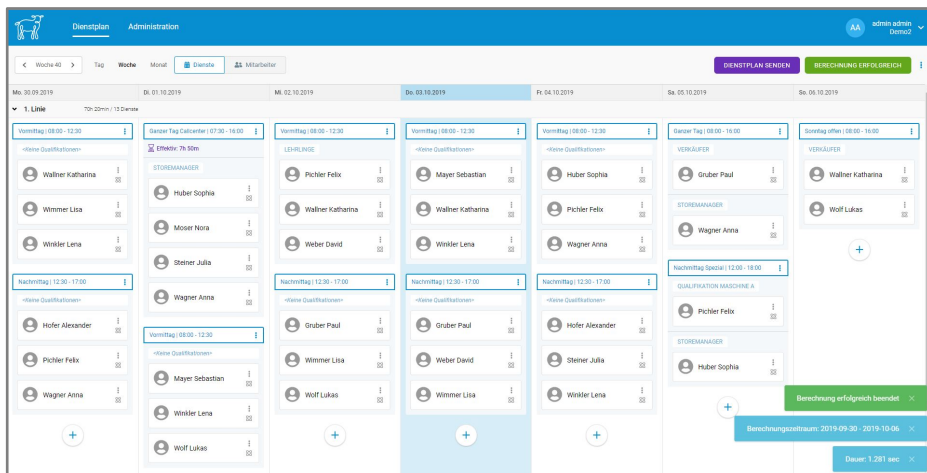 Dienstplan Administration
AA admin admin
Demo2
Woche 40 Tag Woche Monat Dienste Mitarbeiter DIENSTPLAN SENDEN BERECHNUNG ERFOLGREICH
Mo. 30.09.2019 Di. 01.10.2019 Mi. 02.10.2019 Do. 03.10.2019 Fr. 04.10.2019 Sa. 05.10.2019 So. 06.10.2019
1. Linie 70h 20min / 13 Dienste
Vormittag | 08:00 - 12:30
<Keine Qualifikationen>
Wallner Katharina
Wimmer Lisa
Winkler Lena
Nachmittag | 12:30 - 17:00
<Keine Qualifikationen>
Hofer Alexander
Pichler Felix
Wagner Anna
Ganzer Tag Callcenter | 07:30 - 16:00
Effektiv: 7h 50m
STOREMANAGER
Huber Sophia
Moser Nora
Steiner Julia
Wagner Anna
Vormittag | 08:00 - 12:30
<Keine Qualifikationen>
Mayer Sebastian
Winkler Lena
Wolf Lukas
Vormittag | 08:00 - 12:30
LEHRLINGE
Pichler Felix
Wallner Katharina
Weber David
Nachmittag | 12:30 - 17:00
<Keine Qualifikationen>
Gruber Paul
Wimmer Lisa
Wolf Lukas
Vormittag | 08:00 - 12:30
<Keine Qualifikationen>
Mayer Sebastian
Wallner Katharina
Winkler Lena
Nachmittag | 12:30 - 17:00
<Keine Qualifikationen>
Gruber Paul
Weber David
Wimmer Lisa
Vormittag | 08:00 - 12:30
<Keine Qualifikationen>
Huber Sophia
Pichler Felix
Wagner Anna
Nachmittag | 12:30 - 17:00
<Keine Qualifikationen>
Hofer Alexander
Steiner Julia
Winkler Lena
Ganzer Tag | 08:00 - 16:00
VERKÄUFER
Gruber Paul
STOREMANAGER
Wagner Anna
Nachmittag Spezial | 12:00 - 18:00
QUALIFIKATION MASCHINE A
Pichler Felix
STOREMANAGER
Huber Sophia
Sonntag offen | 08:00 - 16:00
VERKÄUFER
Wallner Katharina
Wolf Lukas
Berechnung erfolgreich beendet
Berechnungszeitraum: 2019-09-30 - 2019-10-06
Dauer: 1.281 sec